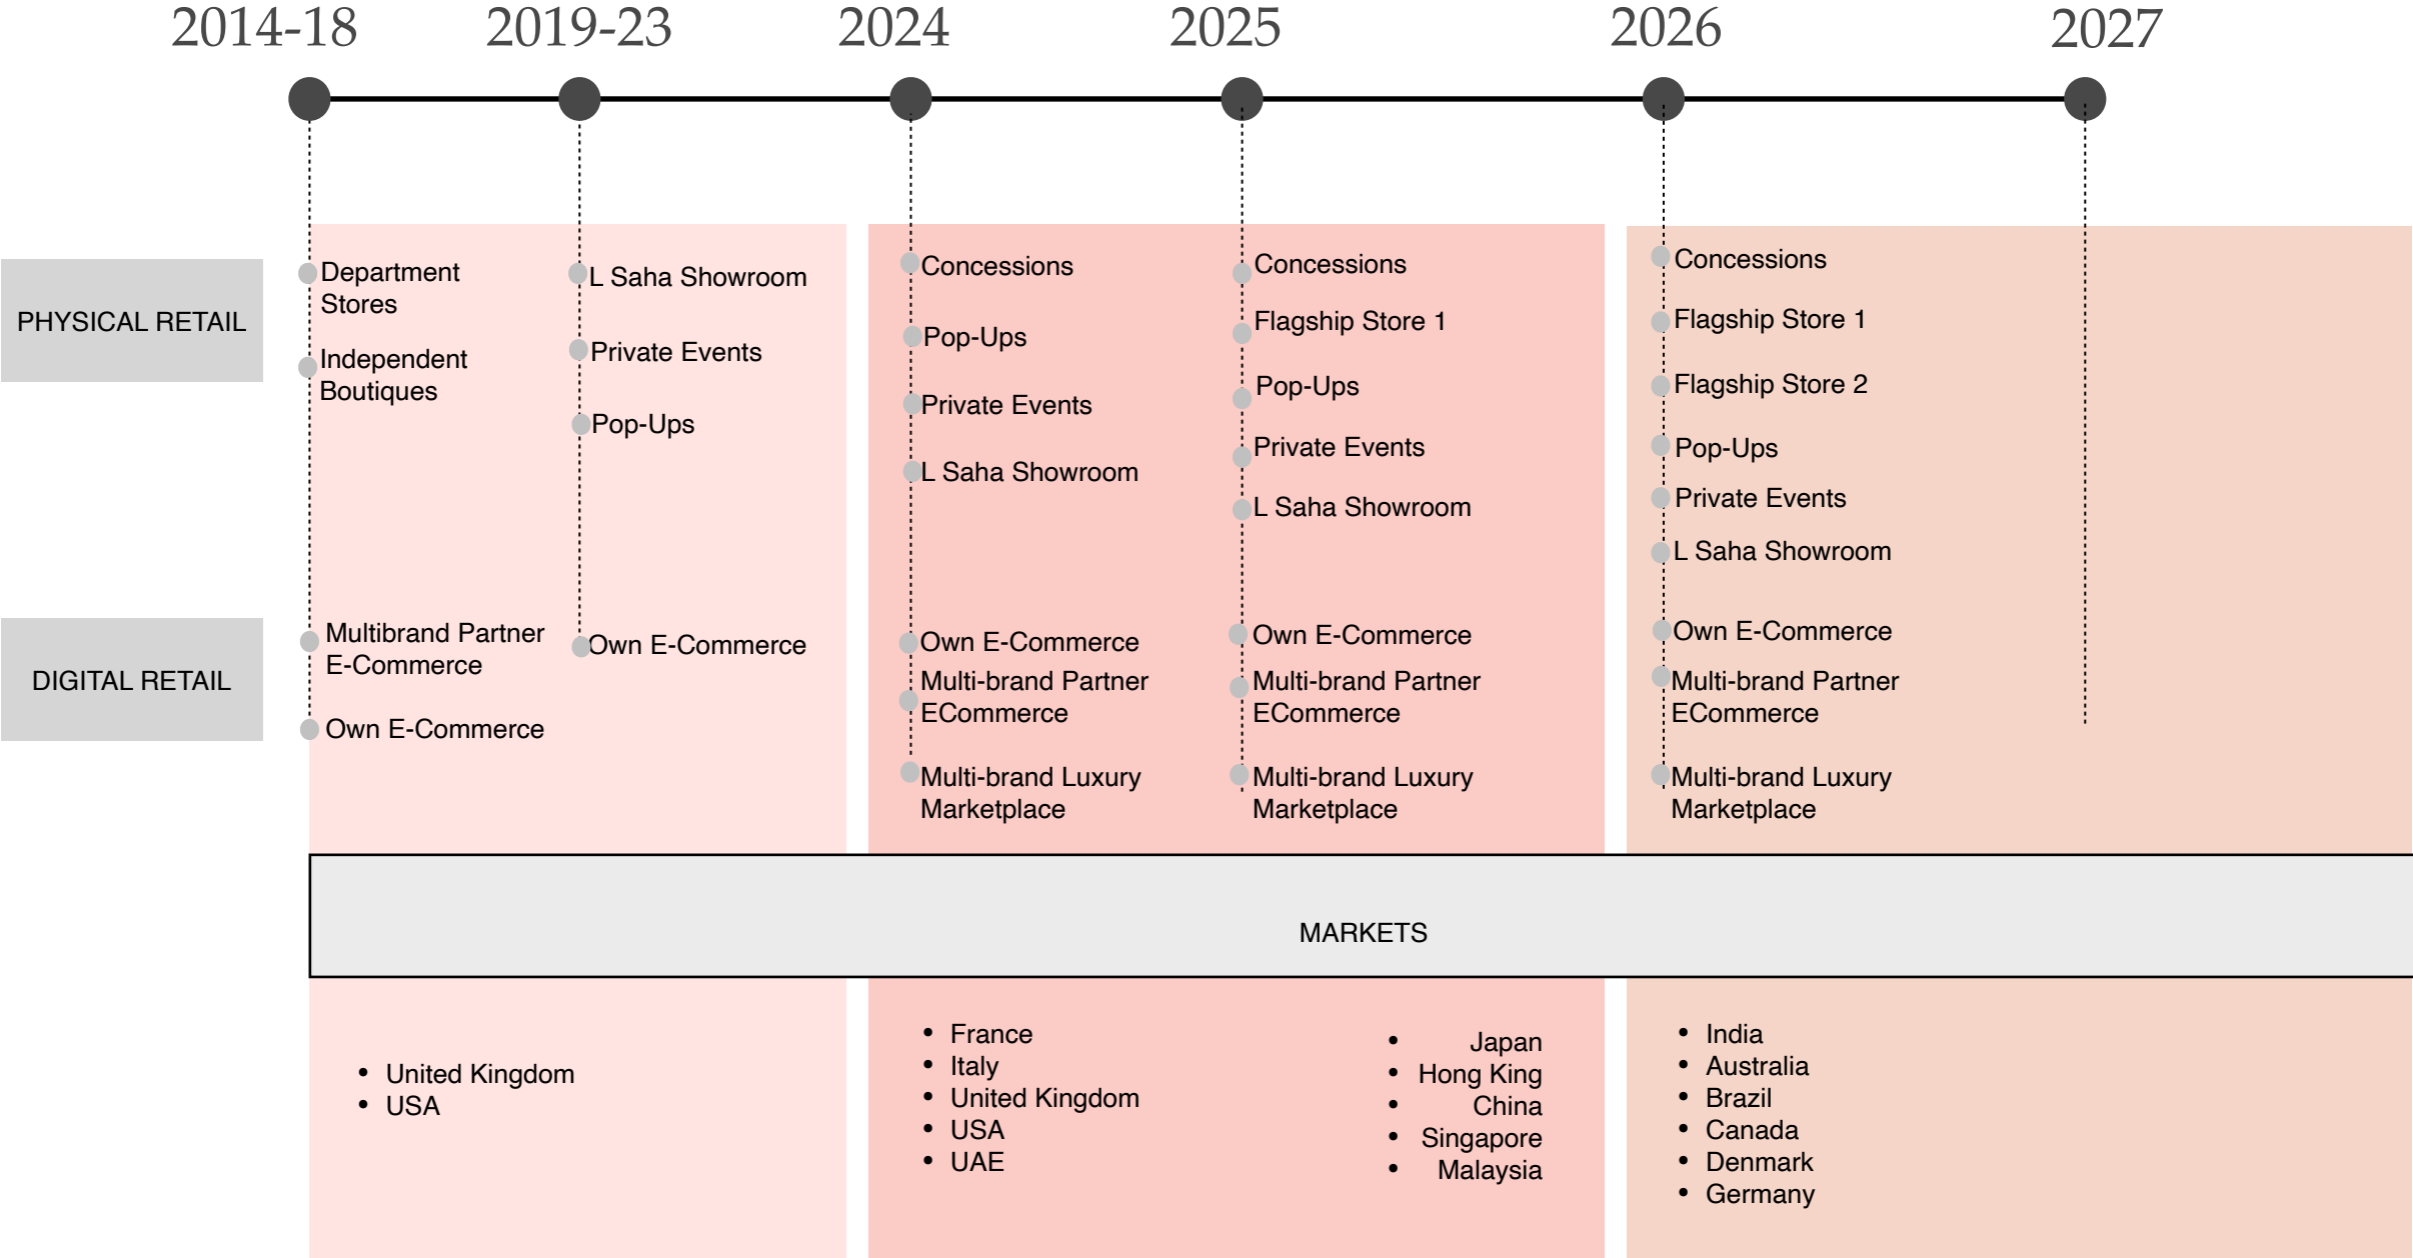 2014-18
2019-23
2024
2025
2026
2027
PHYSICAL RETAIL
Department
Stores
Independent
Boutiques
L Saha Showroom
Private Events
Pop-Ups
Concessions
Pop-Ups
Private Events
L Saha Showroom
Concessions
Flagship Store 1
Pop-Ups
Private Events
L Saha Showroom
Concessions
Flagship Store 1
Flagship Store 2
Pop-Ups
Private Events
L Saha Showroom
DIGITAL RETAIL
Multibrand Partner
E-Commerce
Own E-Commerce
Own E-Commerce
Own E-Commerce
Multi-brand Partner
ECommerce
Multi-brand Luxury
Marketplace
Own E-Commerce
Multi-brand Partner
ECommerce
Multi-brand Luxury
Marketplace
Own E-Commerce
Multi-brand Partner
ECommerce
Multi-brand Luxury
Marketplace
MARKETS
• United Kingdom
• USA
• France
• Italy
• United Kingdom
• USA
• UAE
• Japan
• Hong King
• China
• Singapore
• Malaysia
• India
• Australia
• Brazil
• Canada
• Denmark
• Germany